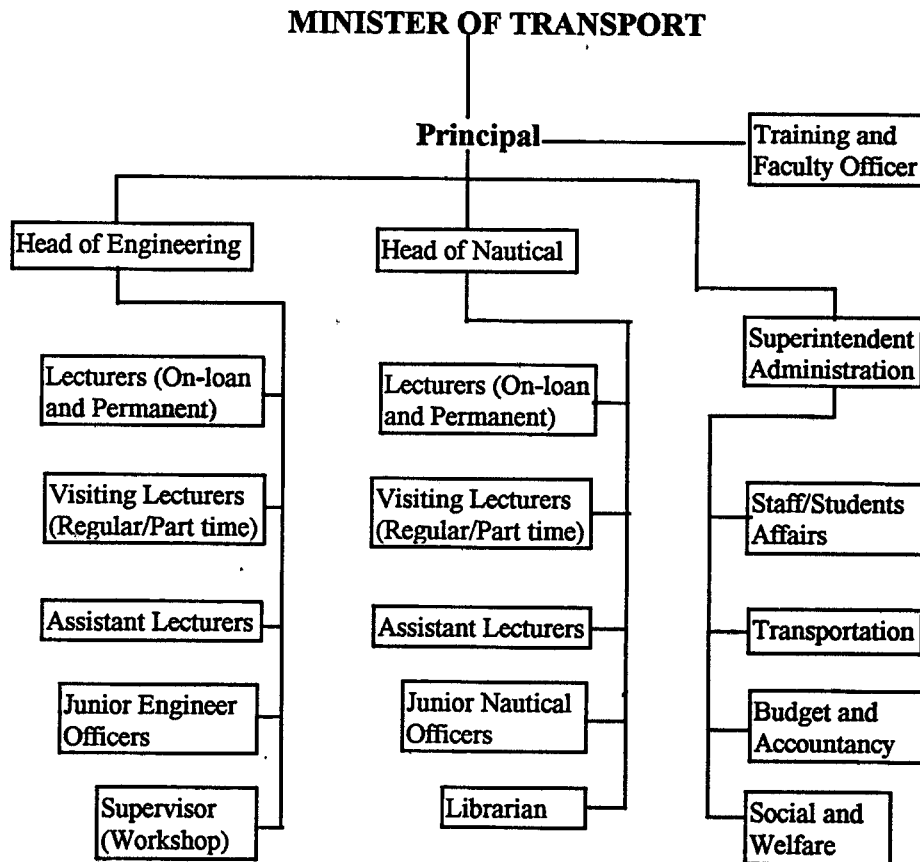 MINISTER OF TRANSPORT
Principal
Training and
Faculty Officer
Head of Engineering
Head of Nautical
Superintendent
Administration
Lecturers (On-loan
and Permanent)
Visiting Lecturers
(Regular/Part time)
Assistant Lecturers
Junior Engineer
Officers
Supervisor
(Workshop)
Lecturers (On-loan
and Permanent)
Visiting Lecturers
(Regular/Part time)
Assistant Lecturers
Junior Nautical
Officers
Librarian
Staff/Students
Affairs
Transportation
Budget and
Accountancy
Social and
Welfare